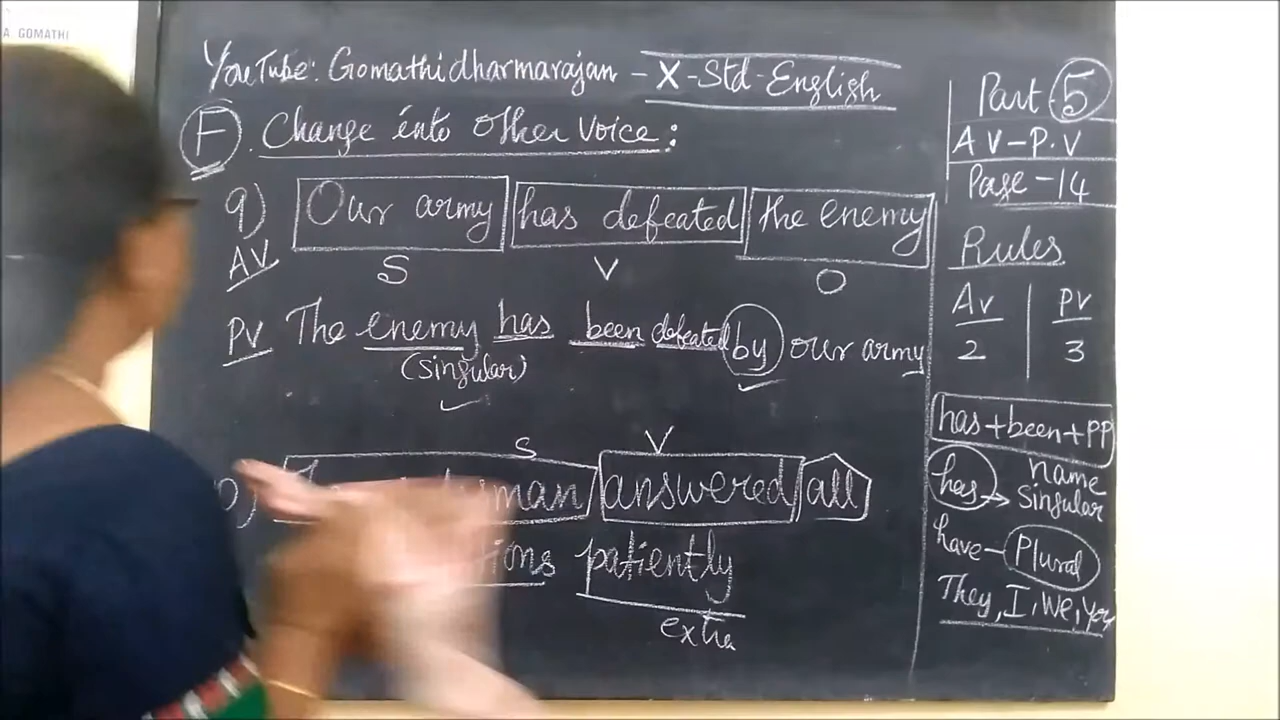 A. GOMATHI
YouTube: Gomathidharmarajan - X-Std-English
F. Change into Other Voice:
9) Our army has defeated the enemy
AV S V O
PV The enemy has been defeated by our army
(singular)
S V
man answered all
patiently
extra
Part 5
AV-P.V
Page-14
Rules
AV PV
2 3
has+been+PP
has→ name
singular
have- Plural
They, I, We, You